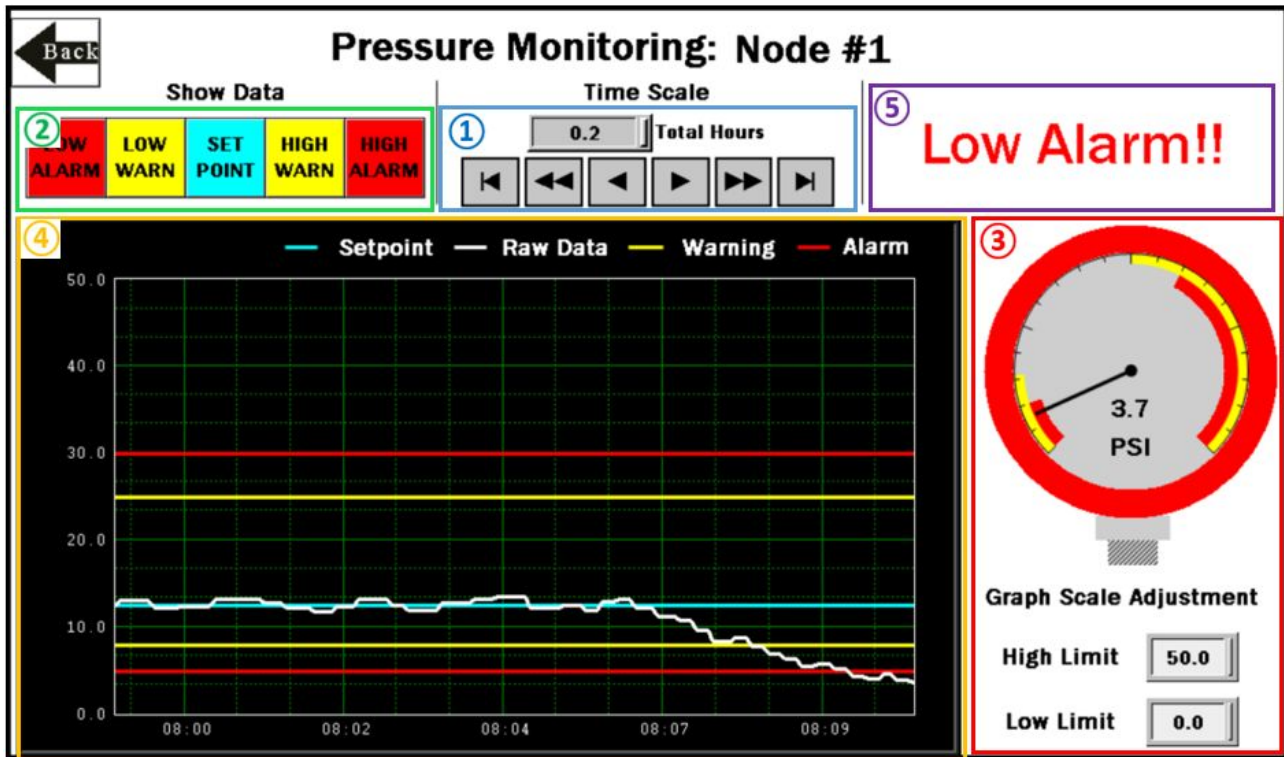 Back
Pressure Monitoring: Node #1
Show Data
Time Scale
②
LOW ALARM
LOW WARN
SET POINT
HIGH WARN
HIGH ALARM
①
0.2 Total Hours
⑤
Low Alarm!!
④
Setpoint Raw Data Warning Alarm
50.0
40.0
30.0
20.0
10.0
0.0
08:00 08:02 08:04 08:07 08:09
③
3.7
PSI
Graph Scale Adjustment
High Limit 50.0
Low Limit 0.0